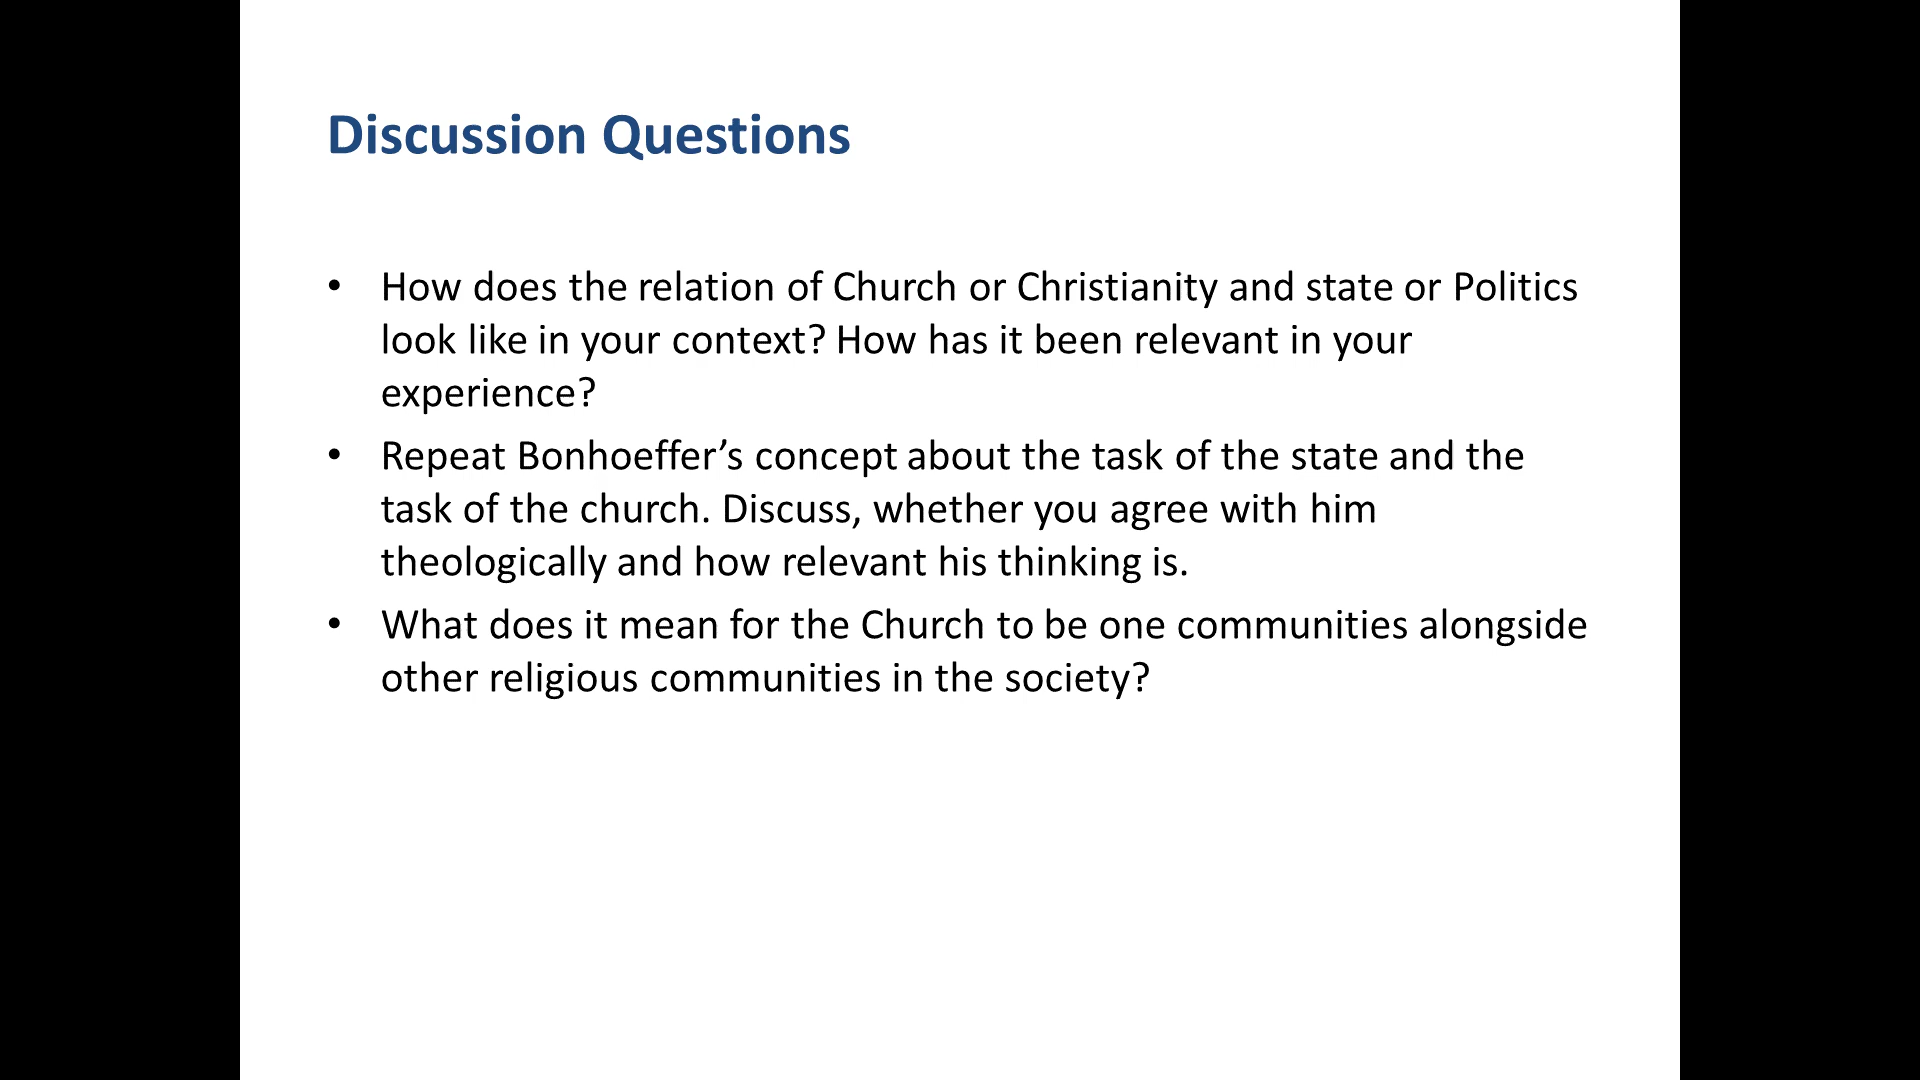 Discussion Questions
• How does the relation of Church or Christianity and state or Politics
look like in your context? How has it been relevant in your
experience?
• Repeat Bonhoeffer’s concept about the task of the state and the
task of the church. Discuss, whether you agree with him
theologically and how relevant his thinking is.
• What does it mean for the Church to be one communities alongside
other religious communities in the society?